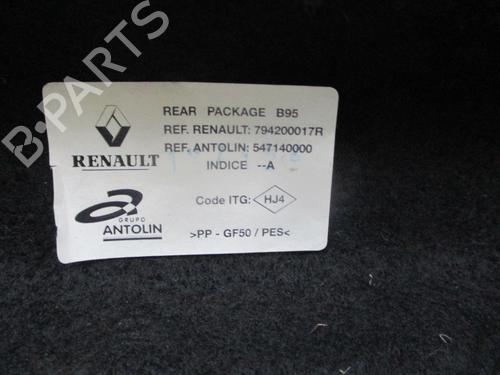 B-PARTS
REAR PACKAGE B95
REF. RENAULT: 794200017R
REF. ANTOLIN: 547140000
INDICE --A
RENAULT
Code ITG: HJ4
GRUPO
ANTOLIN
>PP - GF50 / PES<